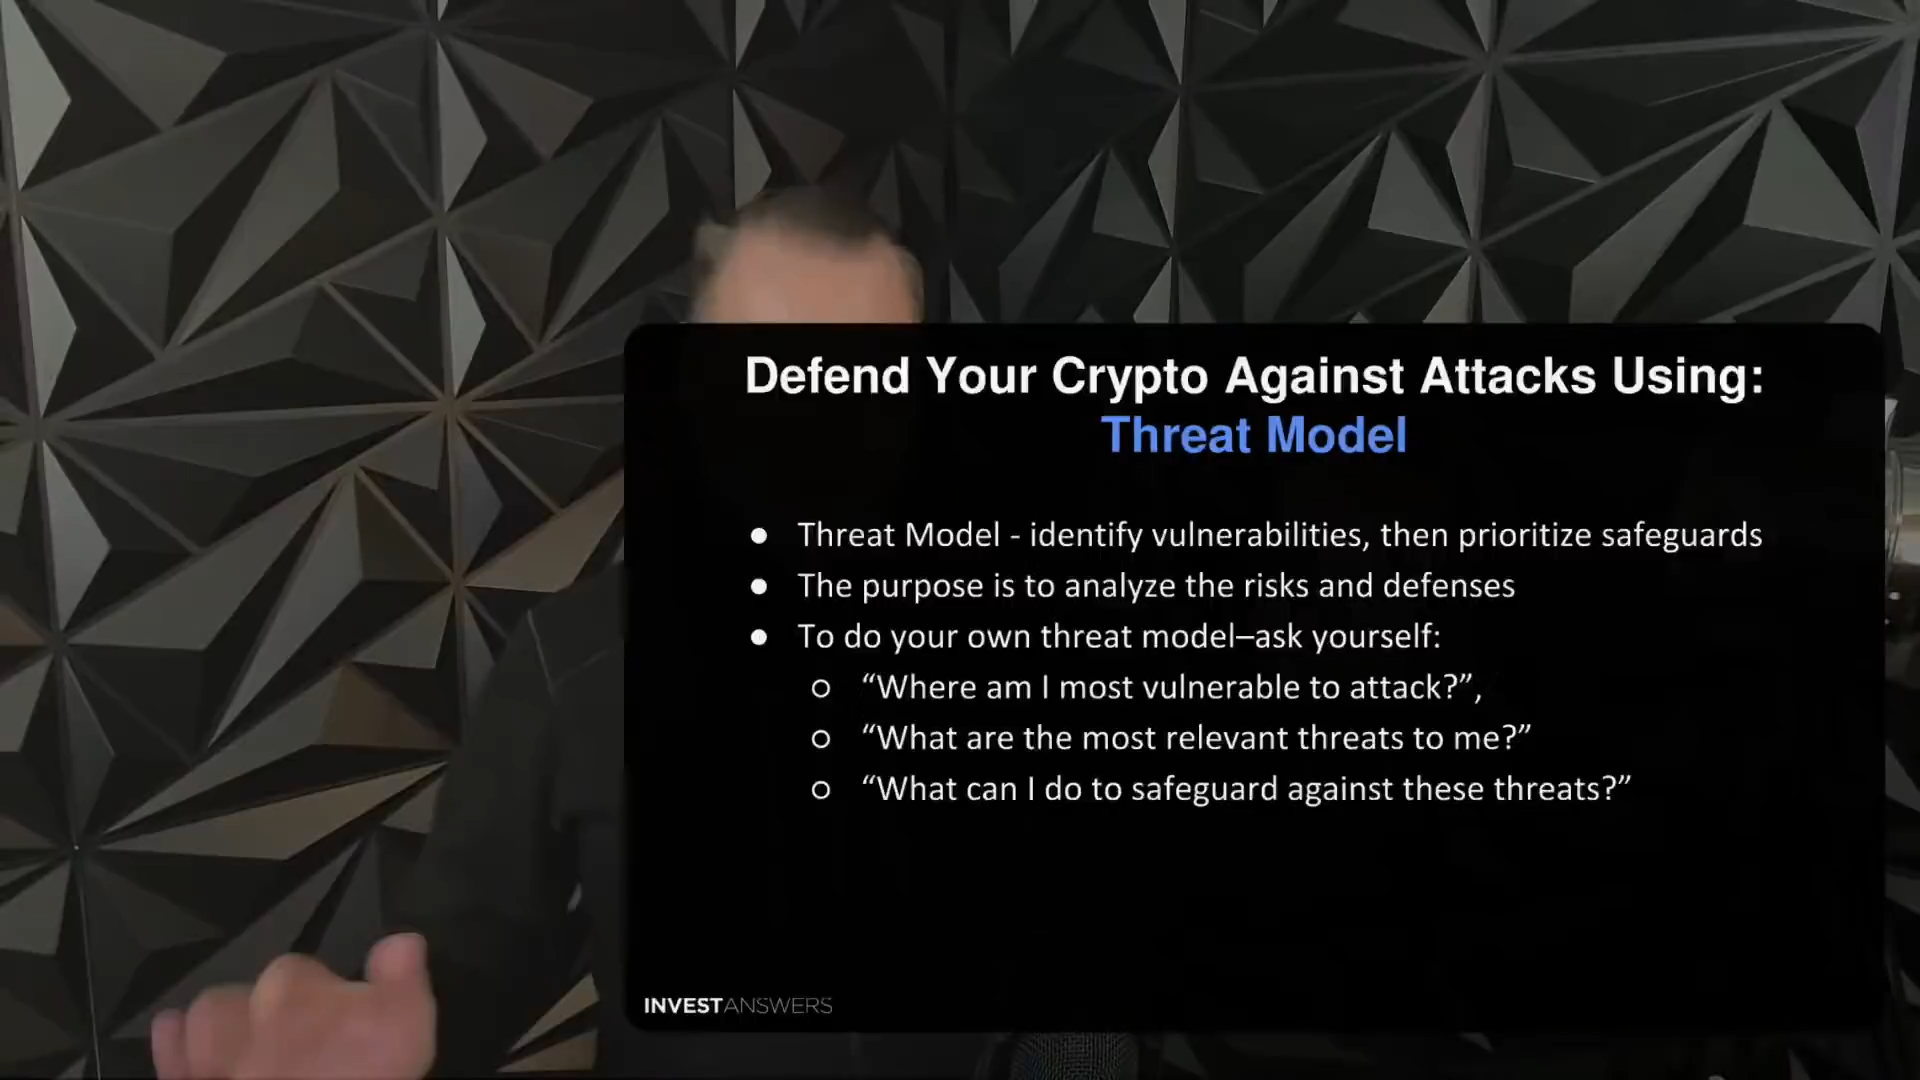 Defend Your Crypto Against Attacks Using:
Threat Model
● Threat Model - identify vulnerabilities, then prioritize safeguards
● The purpose is to analyze the risks and defenses
● To do your own threat model–ask yourself:
○ “Where am I most vulnerable to attack?”,
○ “What are the most relevant threats to me?”
○ “What can I do to safeguard against these threats?”
INVESTANSWERS